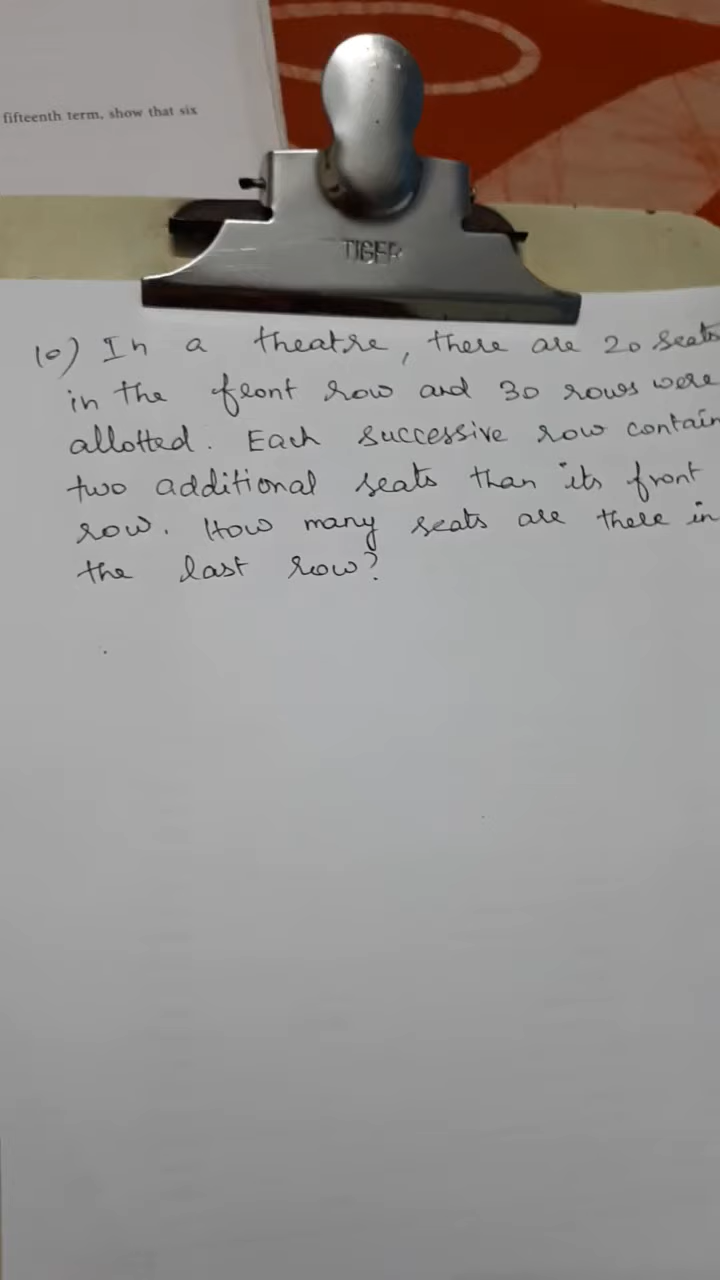 fifteenth term, show that six
TIGER
10) In a theatre, there are 20 seats
in the front row and 30 rows were
allotted. Each successive row contain
two additional seats than its front
row. How many seats are there in
the last row?